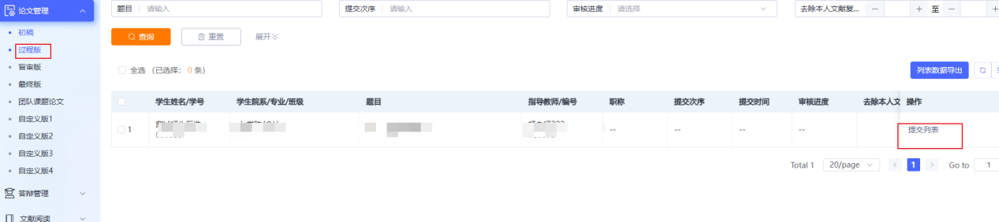 论文管理
初稿
过程版
盲审版
最终版
团队课题论文
自定义版1
自定义版2
自定义版3
自定义版4
答辩管理
文献阅读
题目 请输入 提交次序 请输入 审核进度 请选择 去除本人文献复... − + 至 − +
查询 重置 展开
全选 (已选择: 0 条) 列表数据导出
学生姓名/学号 学生院系/专业/班级 题目 指导教师/编号 职称 提交次序 提交时间 审核进度 去除本人文 操作
1 -- -- -- -- 提交列表
Total 1 20/page < 1 > Go to 1